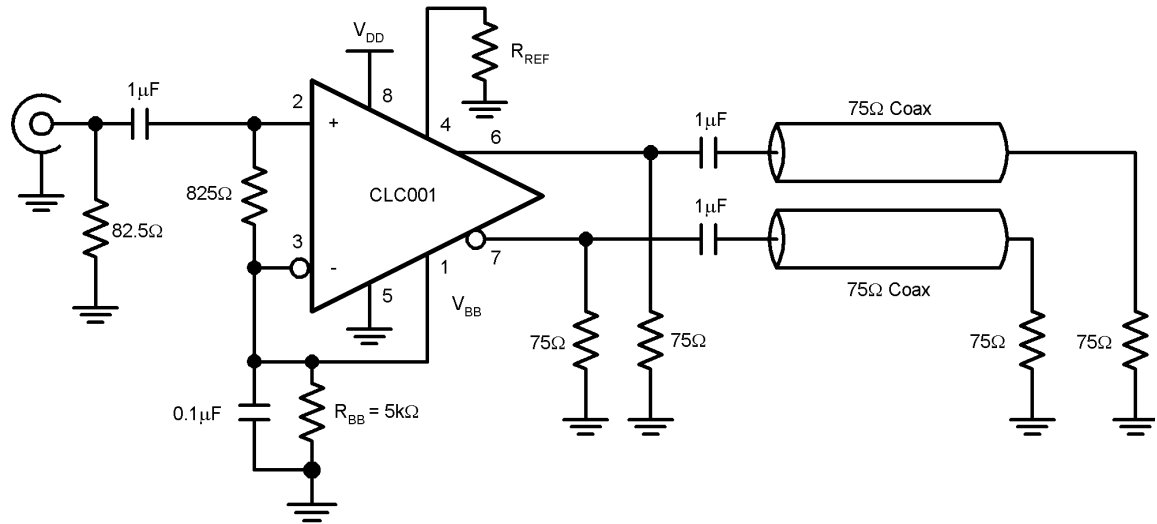 V_DD
R_REF
1μF
2
8
+
4
6
1μF
75Ω Coax
82.5Ω
825Ω
CLC001
1μF
3
-
7
1
5
V_BB
75Ω Coax
75Ω
75Ω
75Ω
75Ω
0.1μF
R_BB = 5kΩ